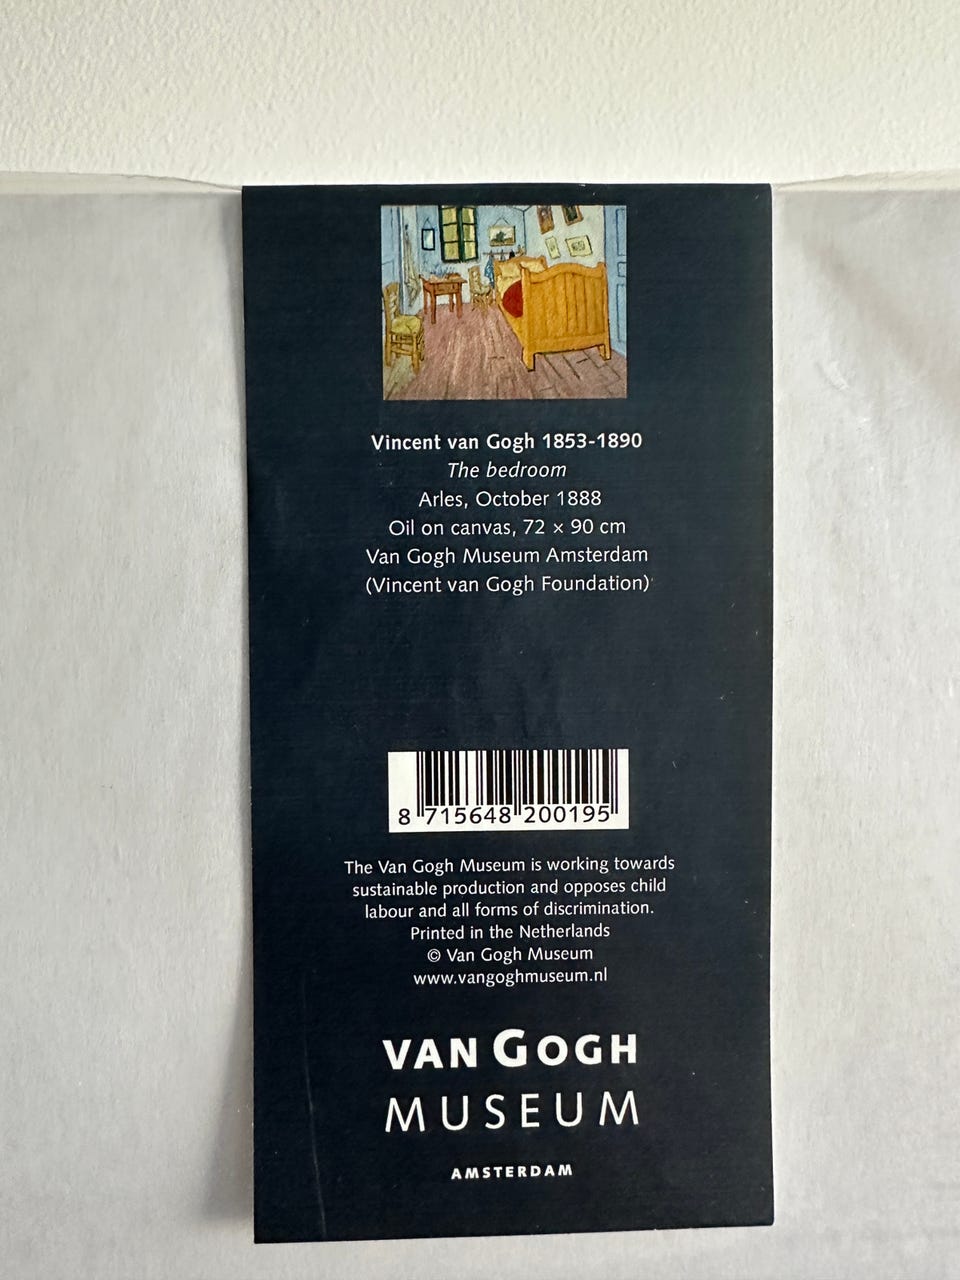 Vincent van Gogh 1853-1890
The bedroom
Arles, October 1888
Oil on canvas, 72 × 90 cm
Van Gogh Museum Amsterdam
(Vincent van Gogh Foundation)
8 715648 200195
The Van Gogh Museum is working towards
sustainable production and opposes child
labour and all forms of discrimination.
Printed in the Netherlands
© Van Gogh Museum
www.vangoghmuseum.nl
VAN GOGH
MUSEUM
AMSTERDAM